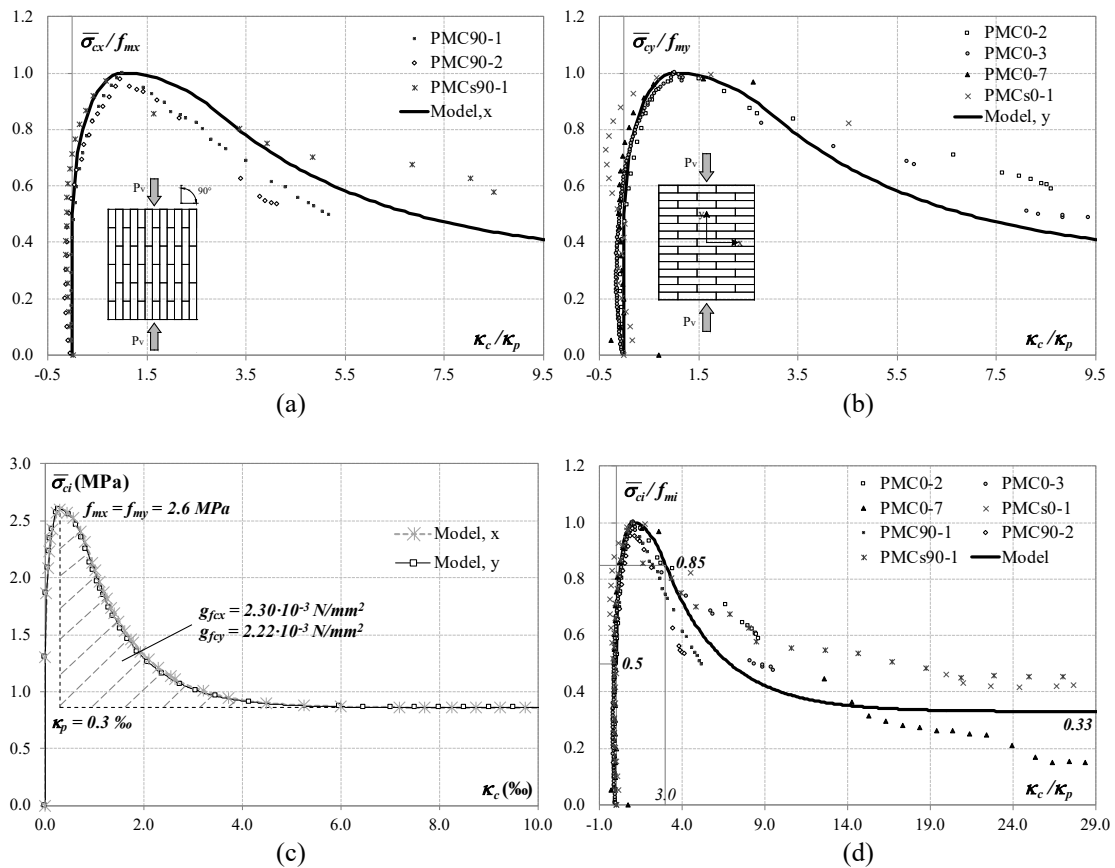 σ̅cx / fmx
PMC90-1
PMC90-2
PMCs90-1
Model,x
Pv
90°
Pv
κc /κp
1.0
0.8
0.6
0.4
0.2
0.0
-0.5 1.5 3.5 5.5 7.5 9.5
(a)
σ̅cy / fmy
PMC0-2
PMC0-3
PMC0-7
PMCs0-1
Model, y
Pv
y
x
Pv
κc /κp
1.2
1.0
0.8
0.6
0.4
0.2
0.0
-0.5 1.5 3.5 5.5 7.5 9.5
(b)
σ̅ci (MPa)
fmx = fmy = 2.6 MPa
Model, x
Model, y
gfcx = 2.30·10-3 N/mm2
gfcy = 2.22·10-3 N/mm2
κp = 0.3 ‰
κc (‰)
3.0
2.5
2.0
1.5
1.0
0.5
0.0
0.0 2.0 4.0 6.0 8.0 10.0
(c)
σ̅ci / fmi
PMC0-2 PMC0-3
PMC0-7 PMCs0-1
PMC90-1 PMC90-2
PMCs90-1 Model
0.85
0.5
0.33
3.0
κc /κp
1.2
1.0
0.8
0.6
0.4
0.2
0.0
-1.0 4.0 9.0 14.0 19.0 24.0 29.0
(d)